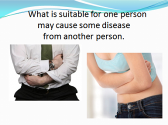 What is suitable for one person
may cause some disease
from another person.